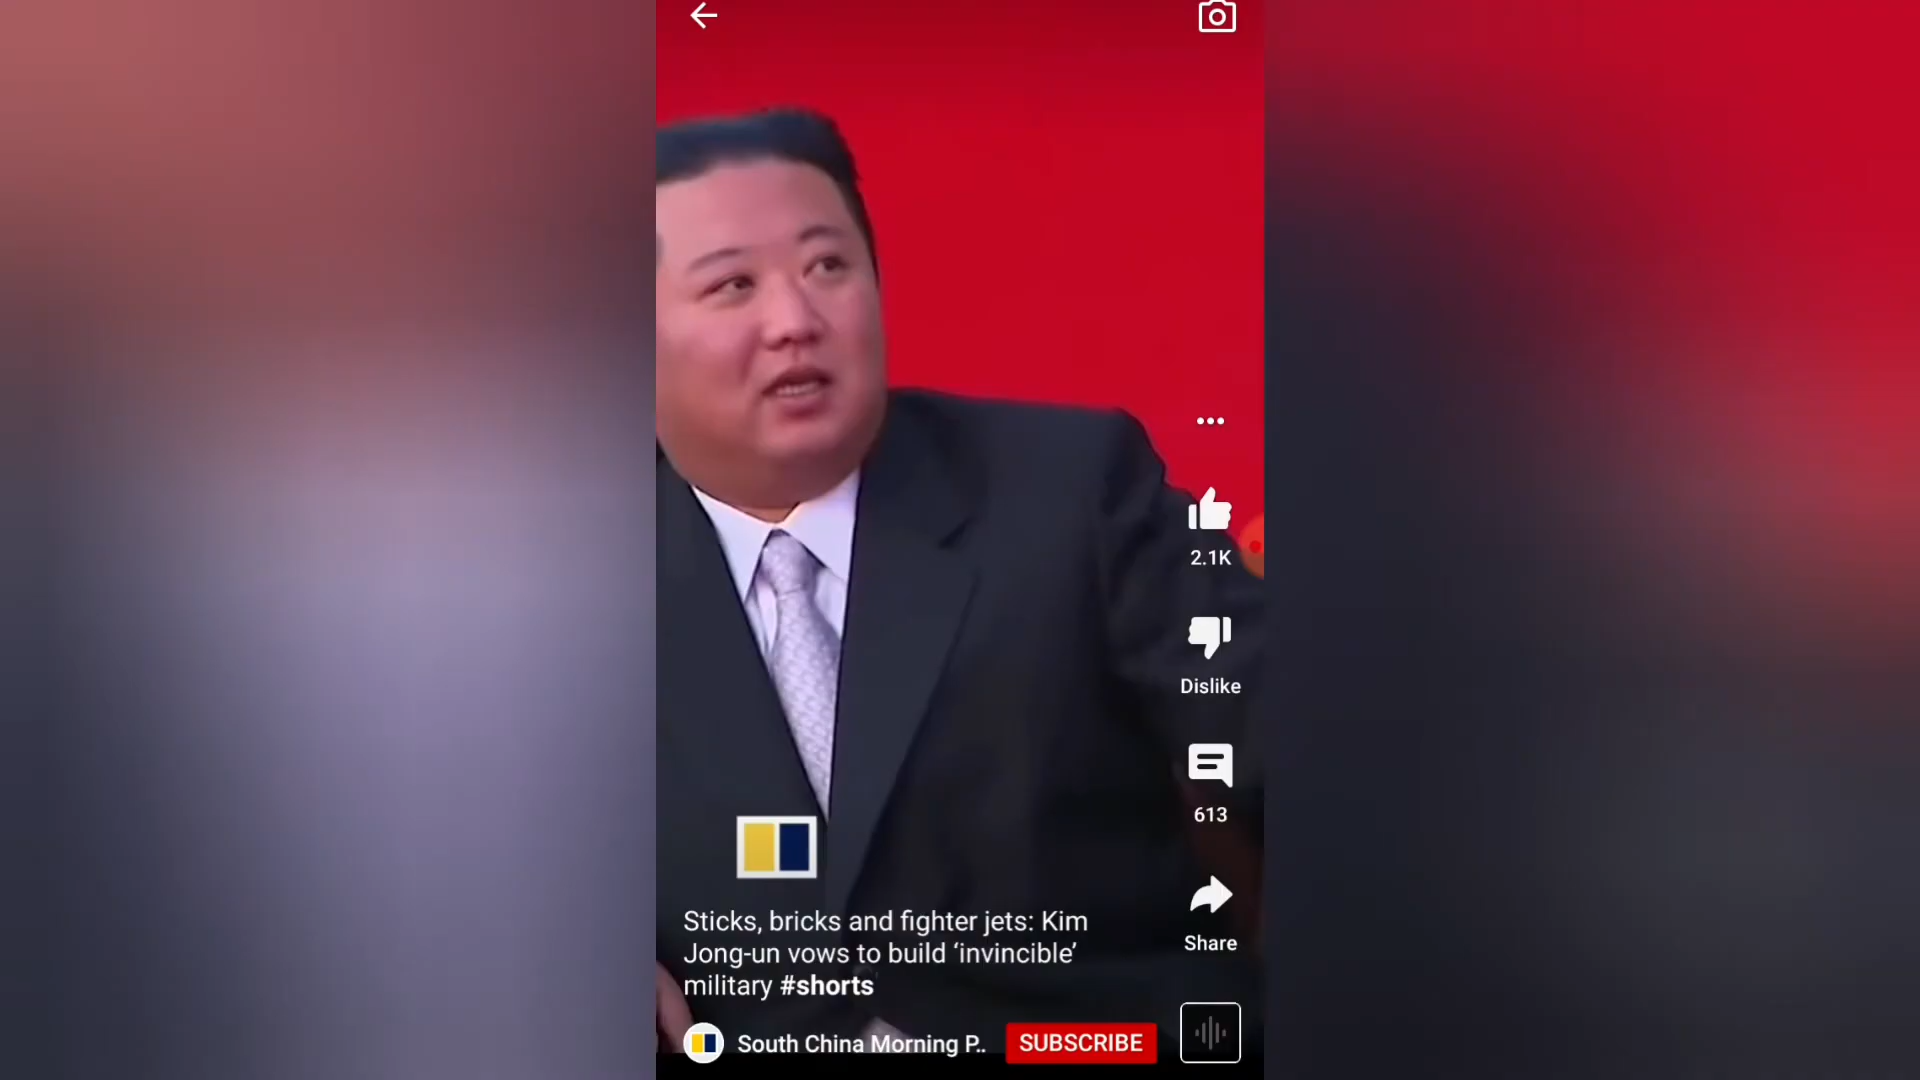 2.1K
Dislike
613
Share
Sticks, bricks and fighter jets: Kim
Jong-un vows to build ‘invincible’
military #shorts
South China Morning P..
SUBSCRIBE